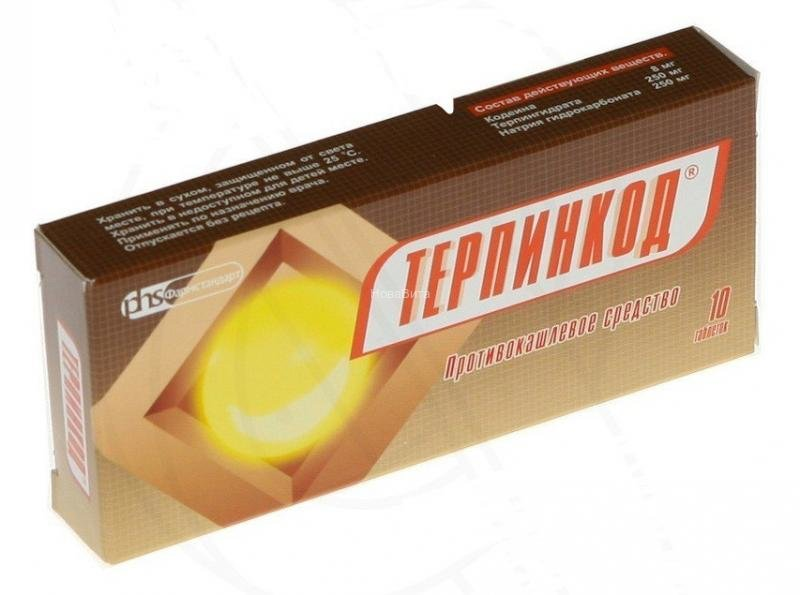 Состав действующих веществ:
Кодеина 8 мг
Терпингидрата 250 мг
Натрия гидрокарбоната 250 мг
Хранить в сухом, защищенном от света
месте, при температуре не выше 25 °С.
Хранить в недоступном для детей месте.
Применять по назначению врача.
Отпускается без рецепта.
phs Фармстандарт
ТЕРПИНКОД®
Противокашлевое средство
10
таблеток
ТЕРПИНКОД
НоваВита